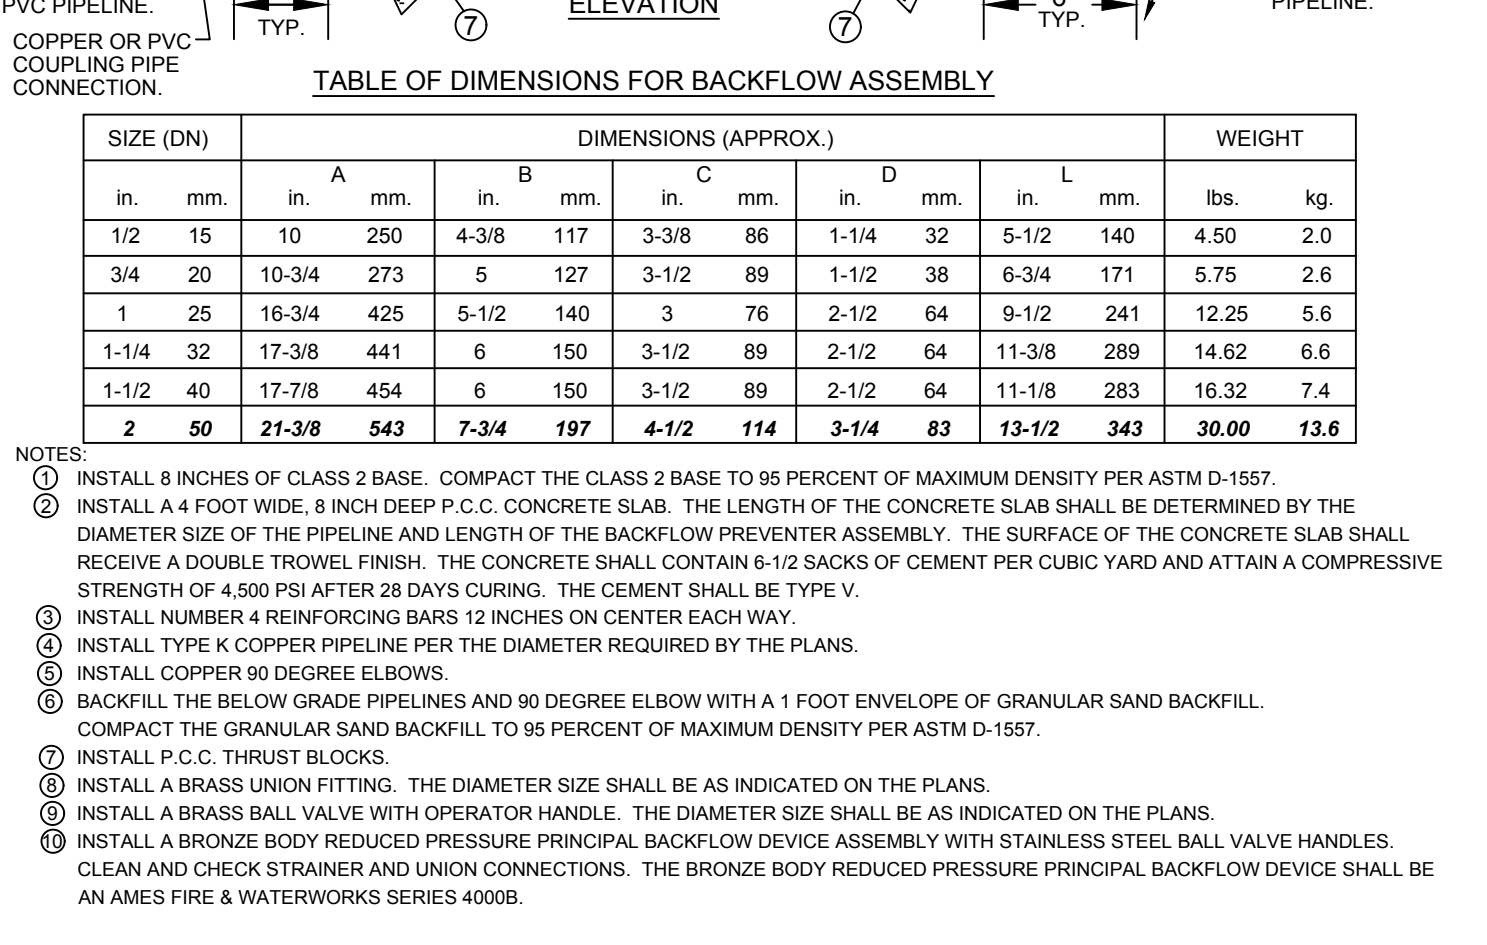 PVC PIPELINE.
TYP.
7
ELEVATION
7
TYP.
PIPELINE.
COPPER OR PVC
COUPLING PIPE
CONNECTION.
TABLE OF DIMENSIONS FOR BACKFLOW ASSEMBLY
SIZE (DN) DIMENSIONS (APPROX.) WEIGHT
A B C D L
in. mm. in. mm. in. mm. in. mm. in. mm. in. mm. lbs. kg.
1/2 15 10 250 4-3/8 117 3-3/8 86 1-1/4 32 5-1/2 140 4.50 2.0
3/4 20 10-3/4 273 5 127 3-1/2 89 1-1/2 38 6-3/4 171 5.75 2.6
1 25 16-3/4 425 5-1/2 140 3 76 2-1/2 64 9-1/2 241 12.25 5.6
1-1/4 32 17-3/8 441 6 150 3-1/2 89 2-1/2 64 11-3/8 289 14.62 6.6
1-1/2 40 17-7/8 454 6 150 3-1/2 89 2-1/2 64 11-1/8 283 16.32 7.4
2 50 21-3/8 543 7-3/4 197 4-1/2 114 3-1/4 83 13-1/2 343 30.00 13.6
NOTES:
1 INSTALL 8 INCHES OF CLASS 2 BASE. COMPACT THE CLASS 2 BASE TO 95 PERCENT OF MAXIMUM DENSITY PER ASTM D-1557.
2 INSTALL A 4 FOOT WIDE, 8 INCH DEEP P.C.C. CONCRETE SLAB. THE LENGTH OF THE CONCRETE SLAB SHALL BE DETERMINED BY THE
DIAMETER SIZE OF THE PIPELINE AND LENGTH OF THE BACKFLOW PREVENTER ASSEMBLY. THE SURFACE OF THE CONCRETE SLAB SHALL
RECEIVE A DOUBLE TROWEL FINISH. THE CONCRETE SHALL CONTAIN 6-1/2 SACKS OF CEMENT PER CUBIC YARD AND ATTAIN A COMPRESSIVE
STRENGTH OF 4,500 PSI AFTER 28 DAYS CURING. THE CEMENT SHALL BE TYPE V.
3 INSTALL NUMBER 4 REINFORCING BARS 12 INCHES ON CENTER EACH WAY.
4 INSTALL TYPE K COPPER PIPELINE PER THE DIAMETER REQUIRED BY THE PLANS.
5 INSTALL COPPER 90 DEGREE ELBOWS.
6 BACKFILL THE BELOW GRADE PIPELINES AND 90 DEGREE ELBOW WITH A 1 FOOT ENVELOPE OF GRANULAR SAND BACKFILL.
COMPACT THE GRANULAR SAND BACKFILL TO 95 PERCENT OF MAXIMUM DENSITY PER ASTM D-1557.
7 INSTALL P.C.C. THRUST BLOCKS.
8 INSTALL A BRASS UNION FITTING. THE DIAMETER SIZE SHALL BE AS INDICATED ON THE PLANS.
9 INSTALL A BRASS BALL VALVE WITH OPERATOR HANDLE. THE DIAMETER SIZE SHALL BE AS INDICATED ON THE PLANS.
10 INSTALL A BRONZE BODY REDUCED PRESSURE PRINCIPAL BACKFLOW DEVICE ASSEMBLY WITH STAINLESS STEEL BALL VALVE HANDLES.
CLEAN AND CHECK STRAINER AND UNION CONNECTIONS. THE BRONZE BODY REDUCED PRESSURE PRINCIPAL BACKFLOW DEVICE SHALL BE
AN AMES FIRE & WATERWORKS SERIES 4000B.